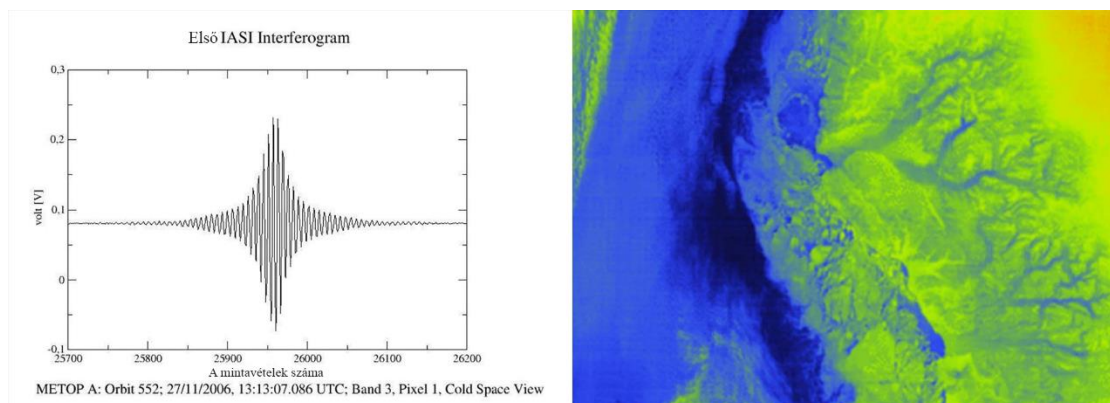 Első IASI Interferogram
0,3
0,2
volt [V]
0,1
0
-0,1
25700 25800 25900 26000 26100 26200
A mintavételek száma
METOP A: Orbit 552; 27/11/2006, 13:13:07.086 UTC; Band 3, Pixel 1, Cold Space View